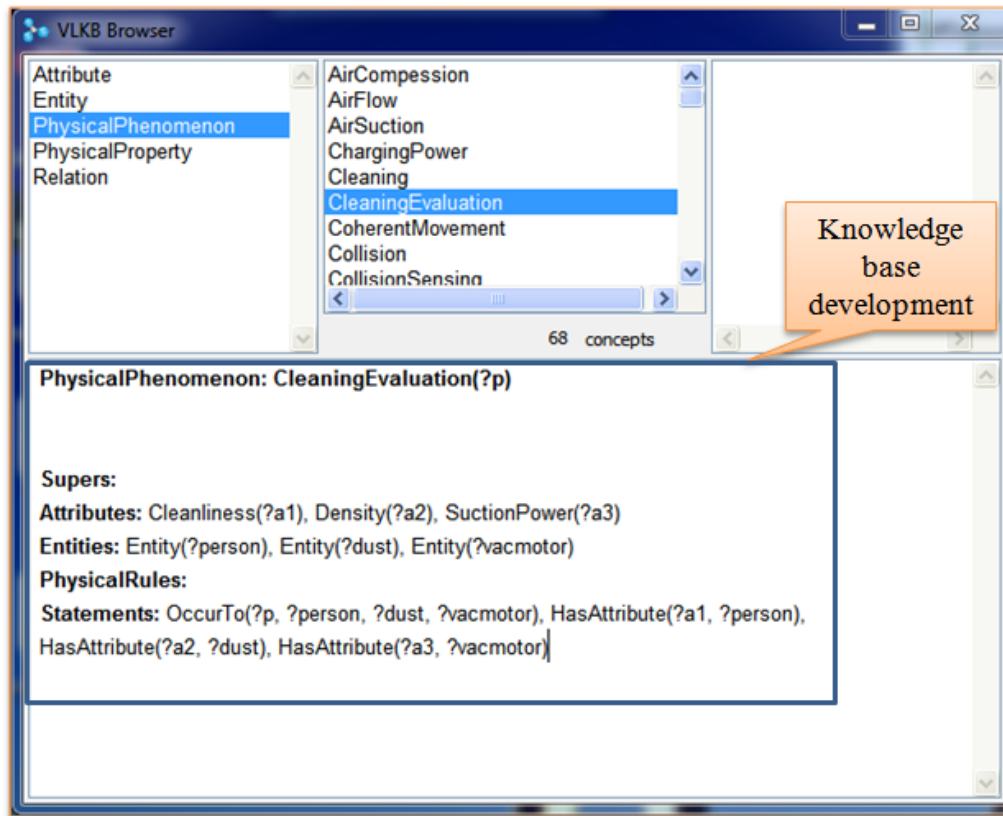 VLKB Browser
Attribute
Entity
PhysicalPhenomenon
PhysicalProperty
Relation
AirCompession
AirFlow
AirSuction
ChargingPower
Cleaning
CleaningEvaluation
CoherentMovement
Collision
CollisionSensing
68 concepts
Knowledge
base
development
PhysicalPhenomenon: CleaningEvaluation(?p)
Supers:
Attributes: Cleanliness(?a1), Density(?a2), SuctionPower(?a3)
Entities: Entity(?person), Entity(?dust), Entity(?vacmotor)
PhysicalRules:
Statements: OccurTo(?p, ?person, ?dust, ?vacmotor), HasAttribute(?a1, ?person),
HasAttribute(?a2, ?dust), HasAttribute(?a3, ?vacmotor)